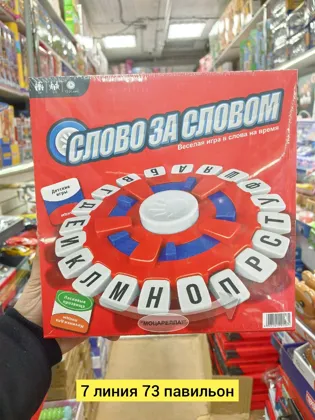 СЛОВО ЗА СЛОВОМ
Веселая игра в слова на время
Детские
игры
Д Г В Б А Я Ш Ф У Т С Р П О Н М Л К И Е
7 линия 73 павильон